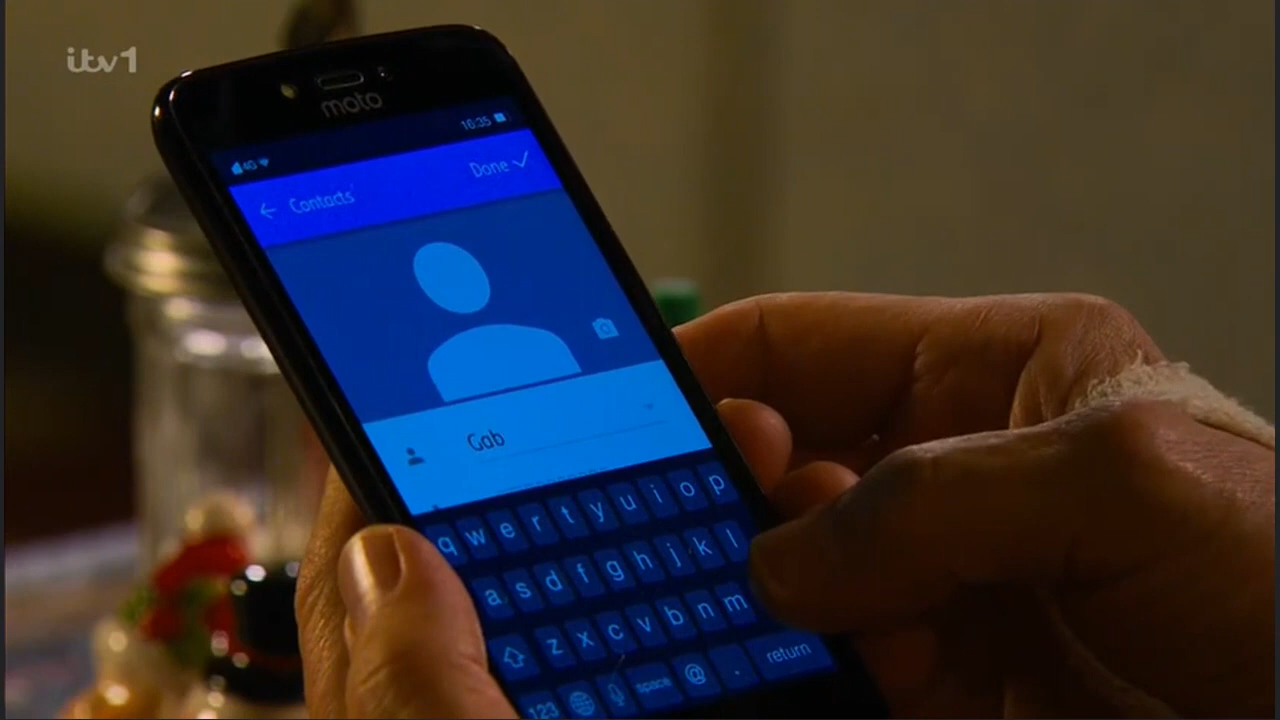 itv1
moto
4G 16:35
← Contacts Done ✓
Gab
q w e r t y u i o p
a s d f g h j k l
z x c v b n m
123 space @ . return